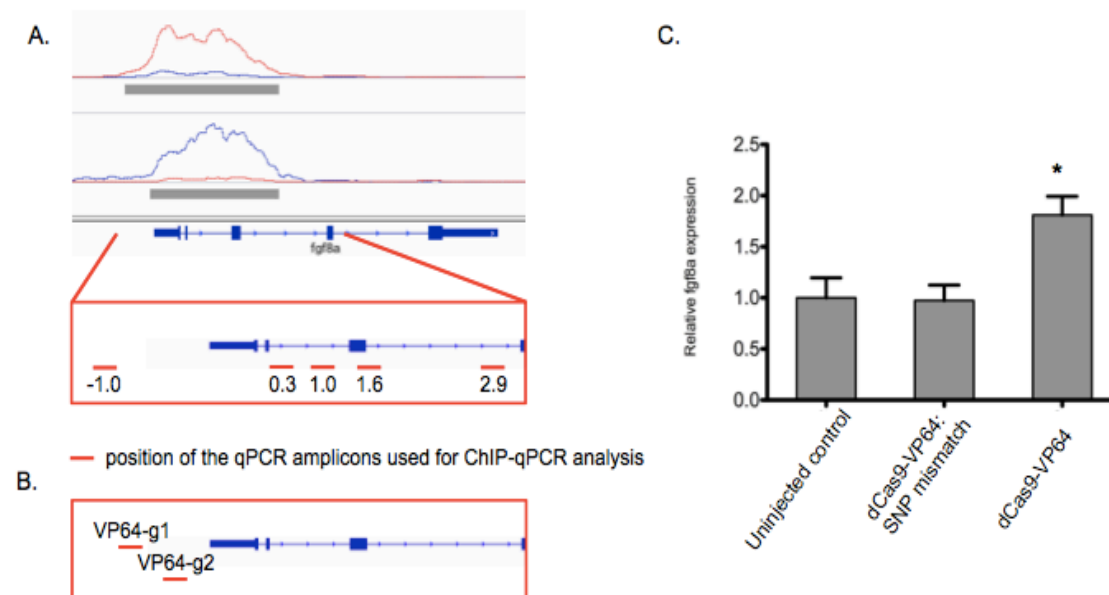 A.
fgf8a
-1.0
0.3
1.0
1.6
2.9
position of the qPCR amplicons used for ChIP-qPCR analysis
B.
VP64-g1
VP64-g2
C.
Relative fgf8a expression
2.5
2.0
1.5
1.0
0.5
0.0
*
Uninjected control
dCas9-VP64:
SNP mismatch
dCas9-VP64